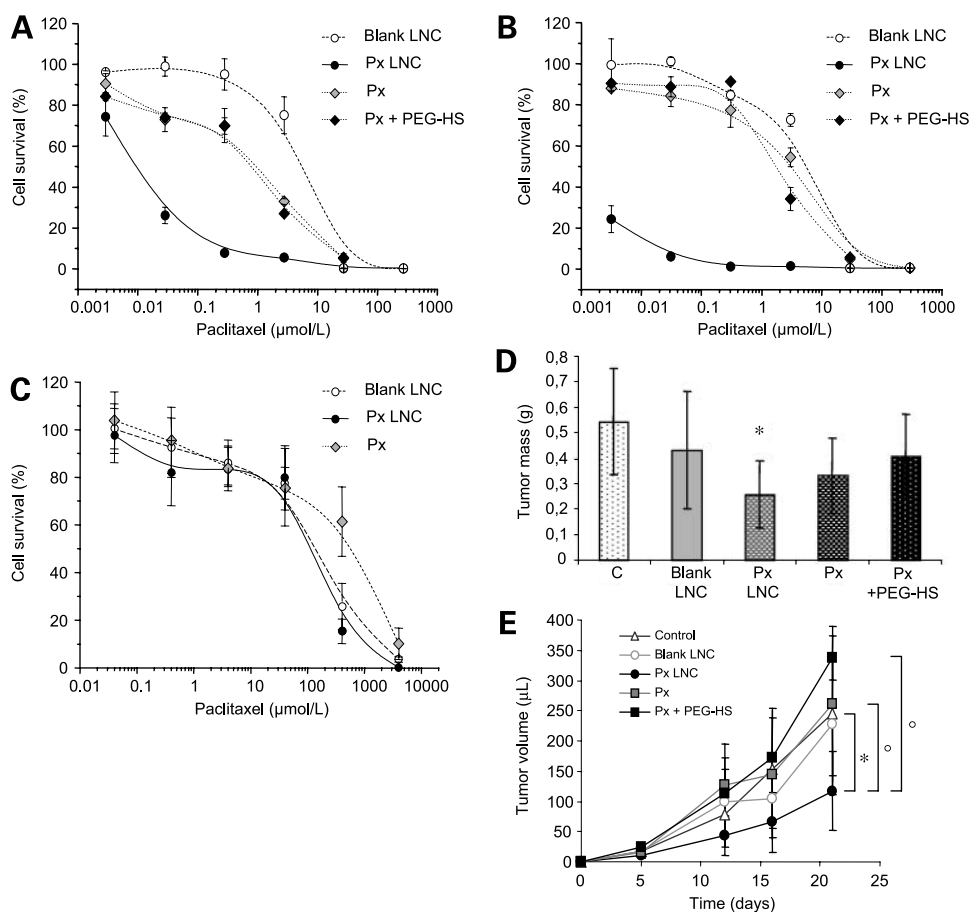 A
120
100
80
60
40
20
0
Cell survival (%)
0.001
0.01
0.1
1
10
100
1000
Paclitaxel (µmol/L)
Blank LNC
Px LNC
Px
Px + PEG-HS
B
120
100
80
60
40
20
0
Cell survival (%)
0.001
0.01
0.1
1
10
100
1000
Paclitaxel (µmol/L)
Blank LNC
Px LNC
Px
Px + PEG-HS
C
120
100
80
60
40
20
0
Cell survival (%)
0.01
0.1
1
10
100
1000
10000
Paclitaxel (µmol/L)
Blank LNC
Px LNC
Px
D
0,8
0,7
0,6
0,5
0,4
0,3
0,2
0,1
0
Tumor mass (g)
*
C
Blank
LNC
Px
LNC
Px
Px
+PEG-HS
E
400
350
300
250
200
150
100
50
0
Tumor volume (µL)
0
5
10
15
20
25
Time (days)
Control
Blank LNC
Px LNC
Px
Px + PEG-HS
*
°
°